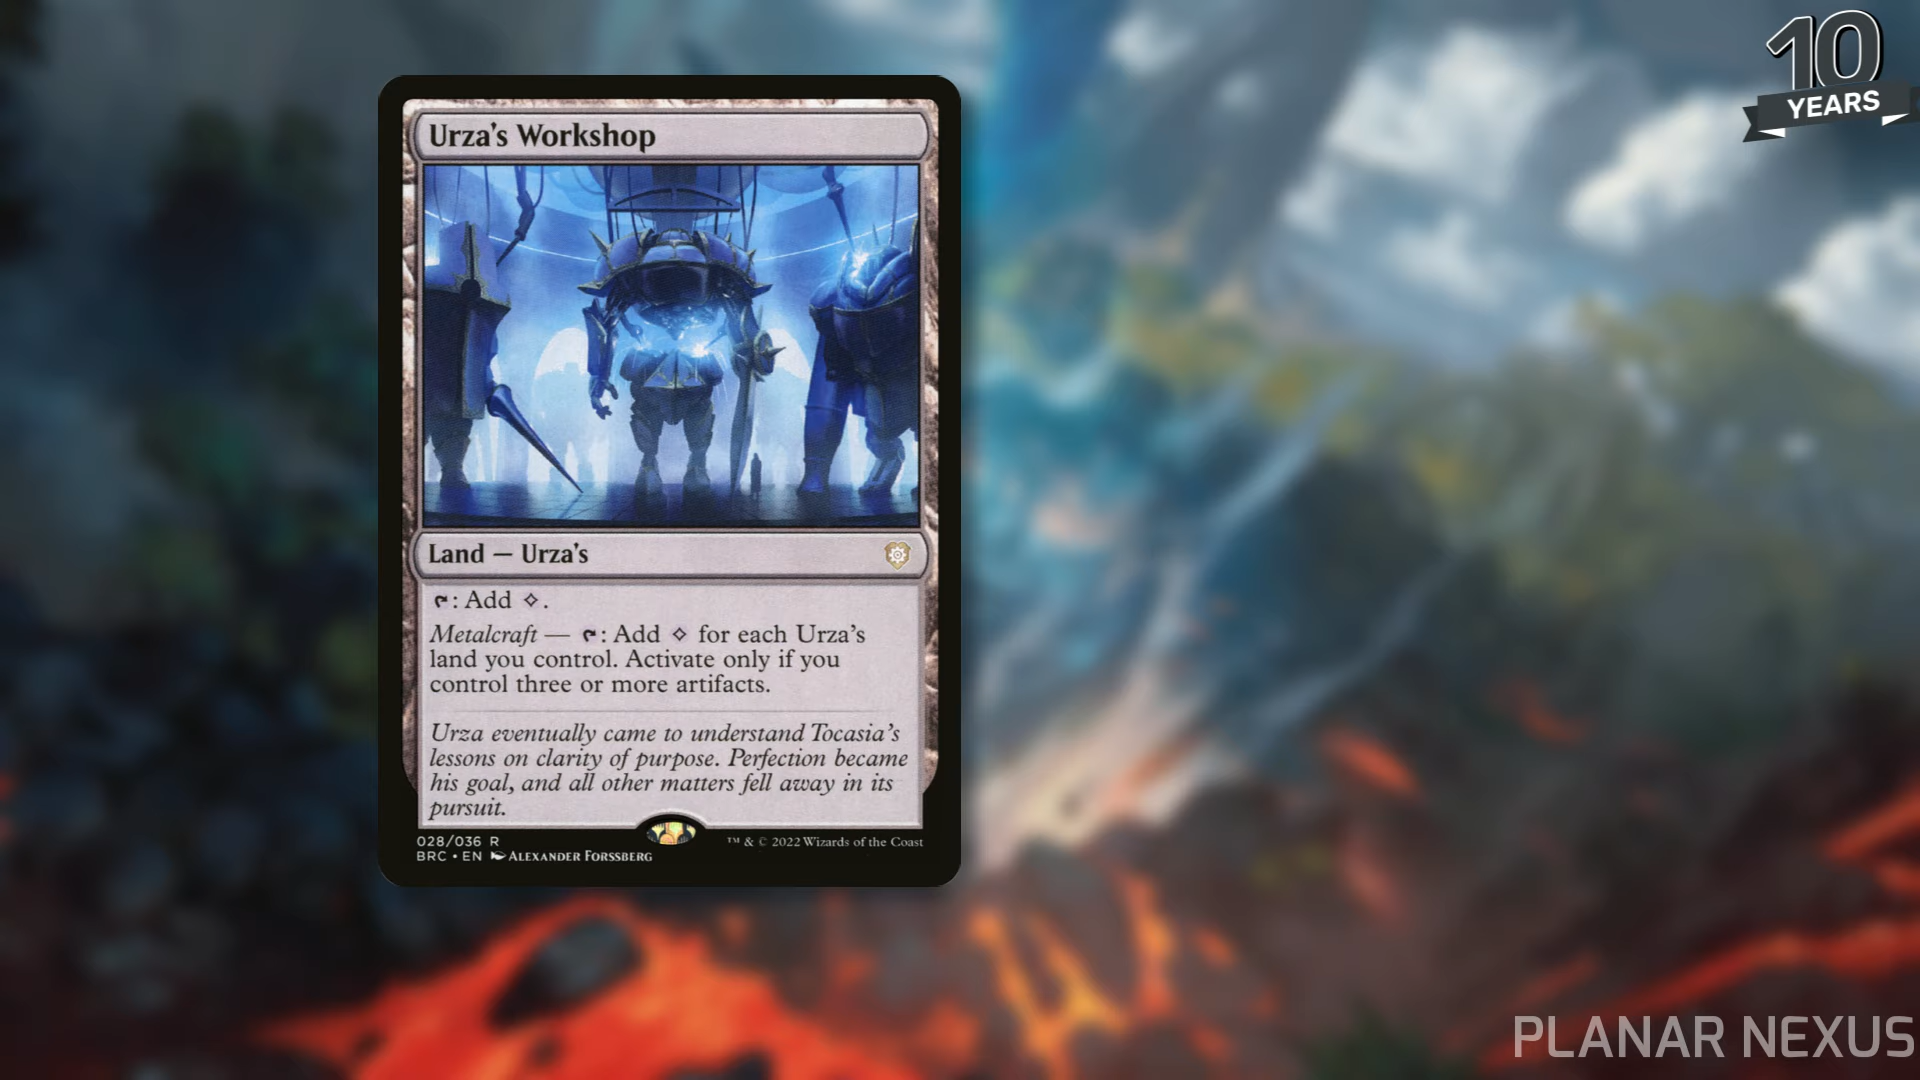 10
YEARS
Urza's Workshop
Land — Urza's
: Add .
Metalcraft — : Add for each Urza's
land you control. Activate only if you
control three or more artifacts.
Urza eventually came to understand Tocasia's
lessons on clarity of purpose. Perfection became
his goal, and all other matters fell away in its
pursuit.
028/036 R
BRC • EN ALEXANDER FORSSBERG
™ & © 2022 Wizards of the Coast
PLANAR NEXUS